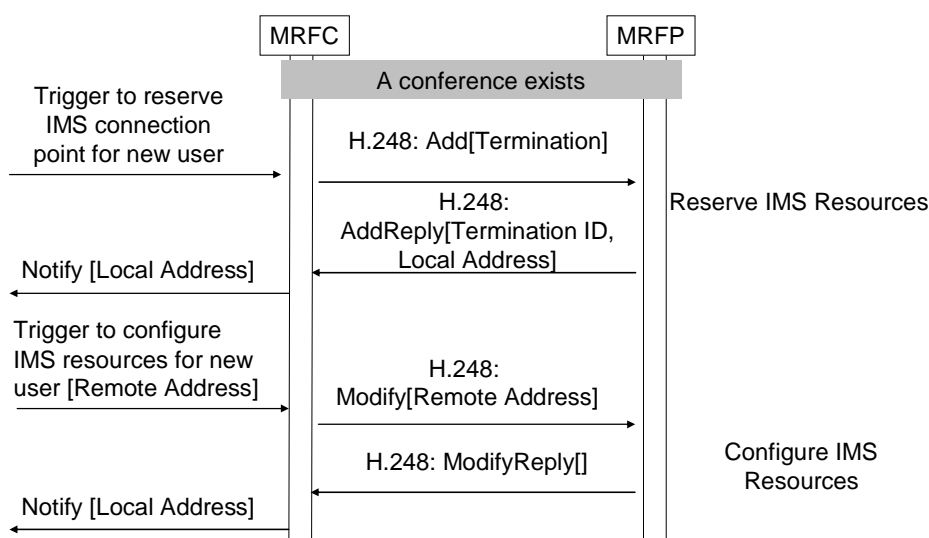 MRFC
MRFP
A conference exists
Trigger to reserve
IMS connection
point for new user
H.248: Add[Termination]
H.248:
AddReply[Termination ID,
Local Address]
Reserve IMS Resources
Notify [Local Address]
Trigger to configure
IMS resources for new
user [Remote Address]
H.248:
Modify[Remote Address]
H.248: ModifyReply[]
Configure IMS
Resources
Notify [Local Address]